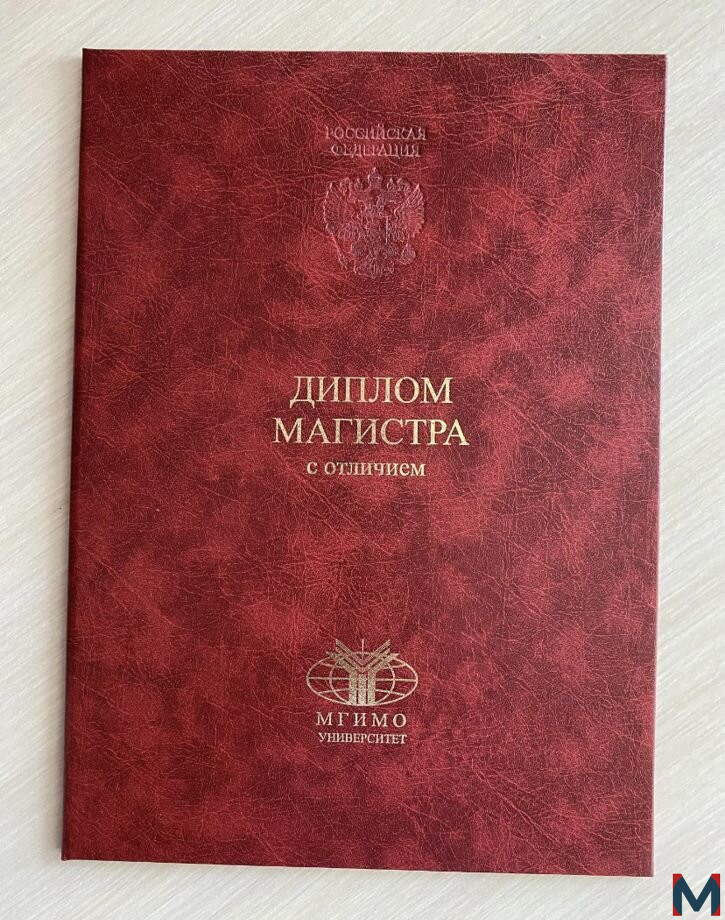 РОССИЙСКАЯ
ФЕДЕРАЦИЯ
ДИПЛОМ
МАГИСТРА
с отличием
МГИМО
УНИВЕРСИТЕТ
М